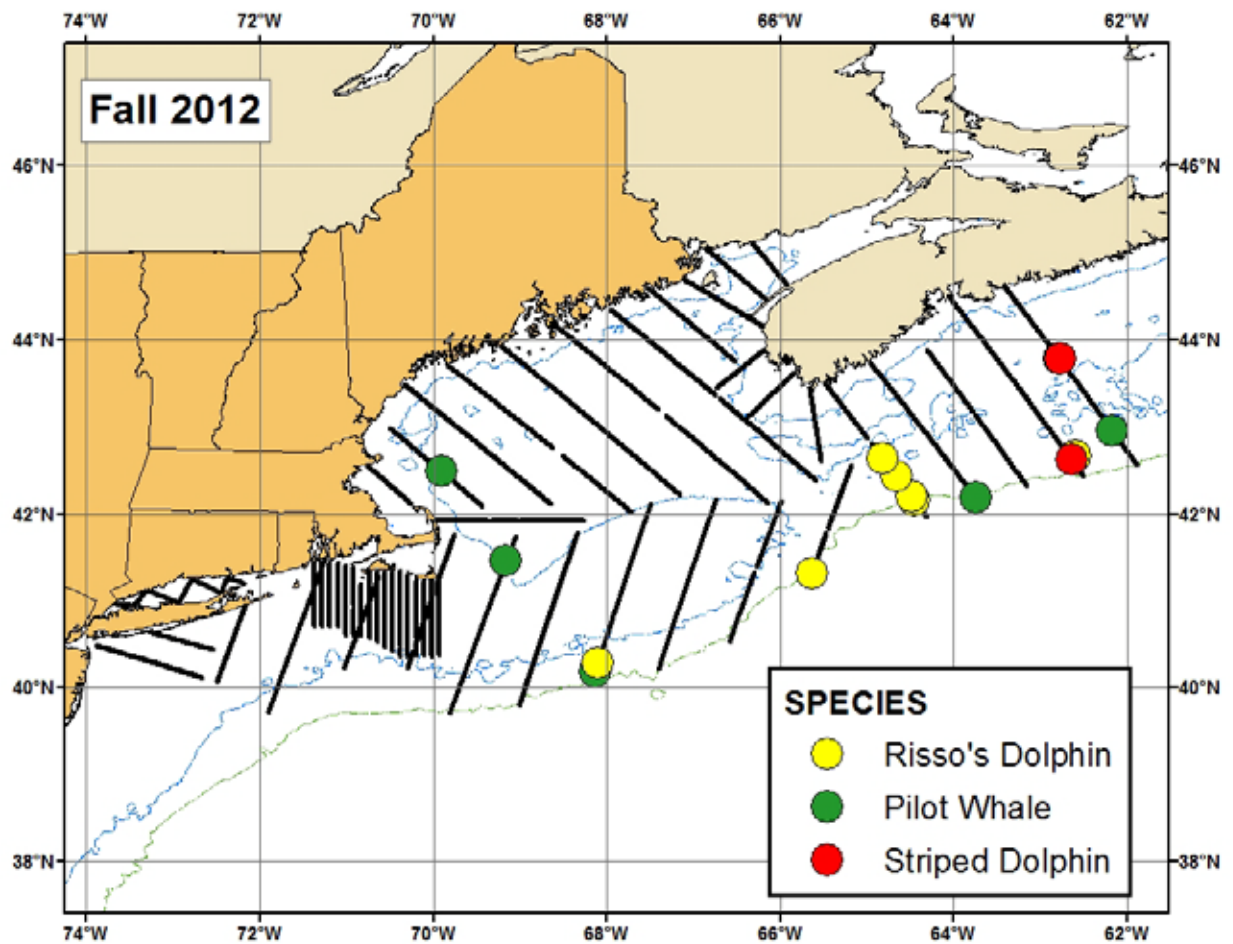 74°W 72°W 70°W 68°W 66°W 64°W 62°W
Fall 2012
46°N 46°N
44°N 44°N
42°N 42°N
40°N 40°N
SPECIES
Risso's Dolphin
Pilot Whale
38°N 38°N
Striped Dolphin
74°W 72°W 70°W 68°W 66°W 64°W 62°W